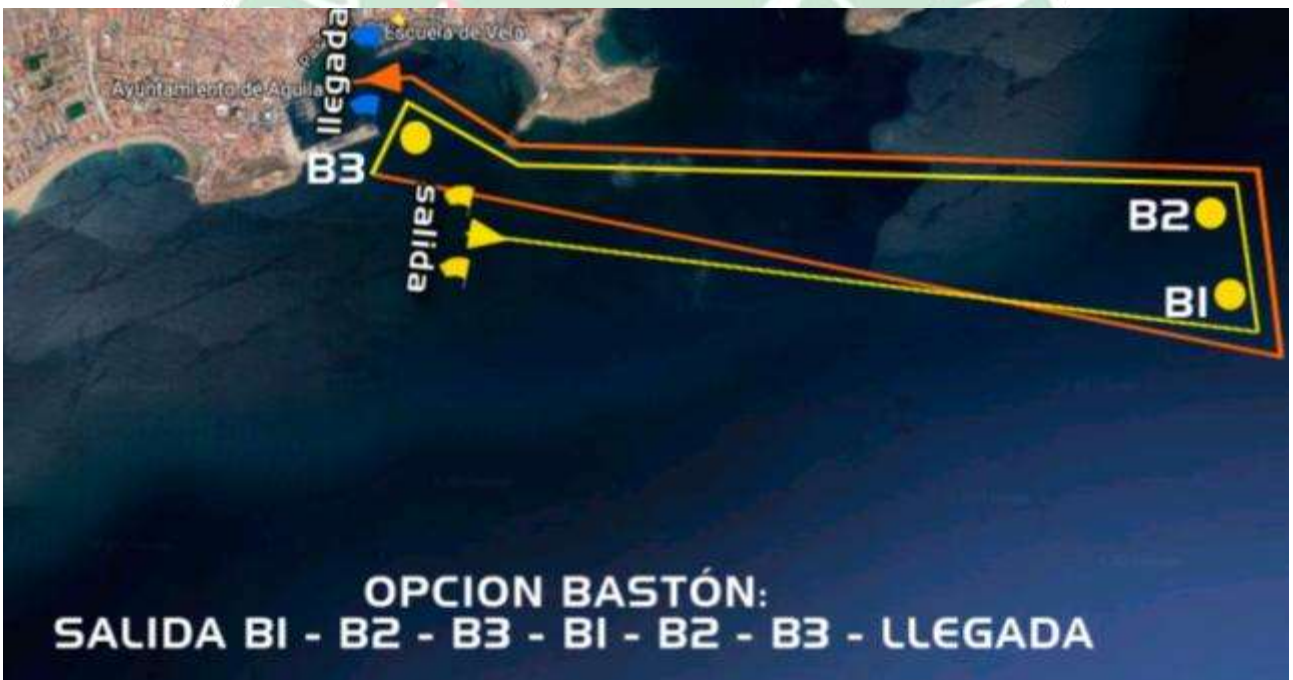 llegada
Escuela de Vela
Ayuntamiento de Aguila
B3
salida
B2
B1
OPCION BASTÓN:
SALIDA B1 - B2 - B3 - B1 - B2 - B3 - LLEGADA